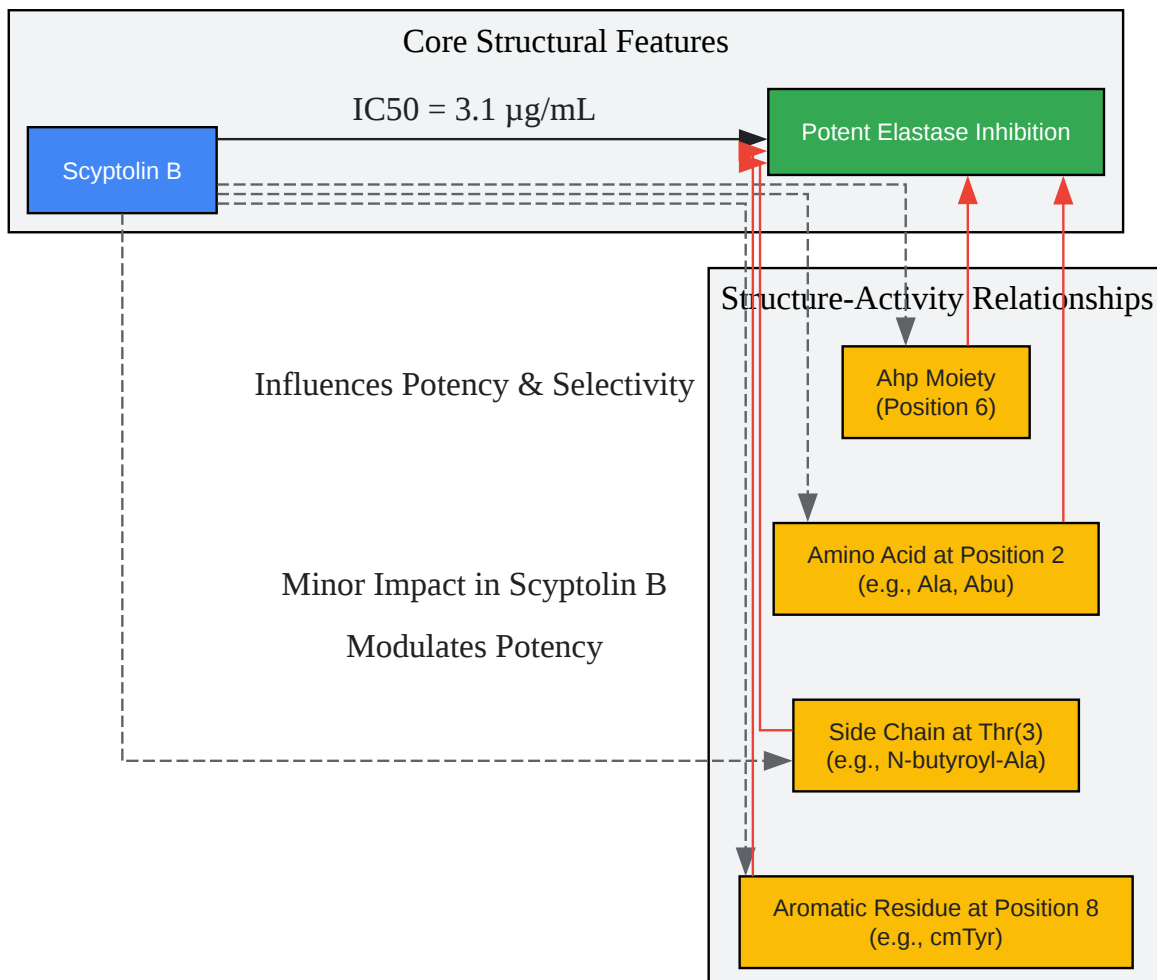 Core Structural Features
IC50 = 3.1 µg/mL
Potent Elastase Inhibition
Scyptolin B
Structure-Activity Relationships
Ahp Moiety
(Position 6)
Influences Potency & Selectivity
Amino Acid at Position 2
(e.g., Ala, Abu)
Minor Impact in Scyptolin B
Modulates Potency
Side Chain at Thr(3)
(e.g., N-butyroyl-Ala)
Aromatic Residue at Position 8
(e.g., cmTyr)